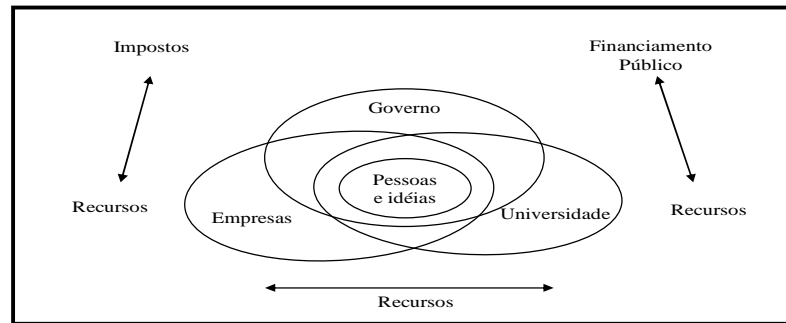 Impostos
Financiamento
Público
Governo
Pessoas
e idéias
Recursos
Empresas
Universidade
Recursos
Recursos